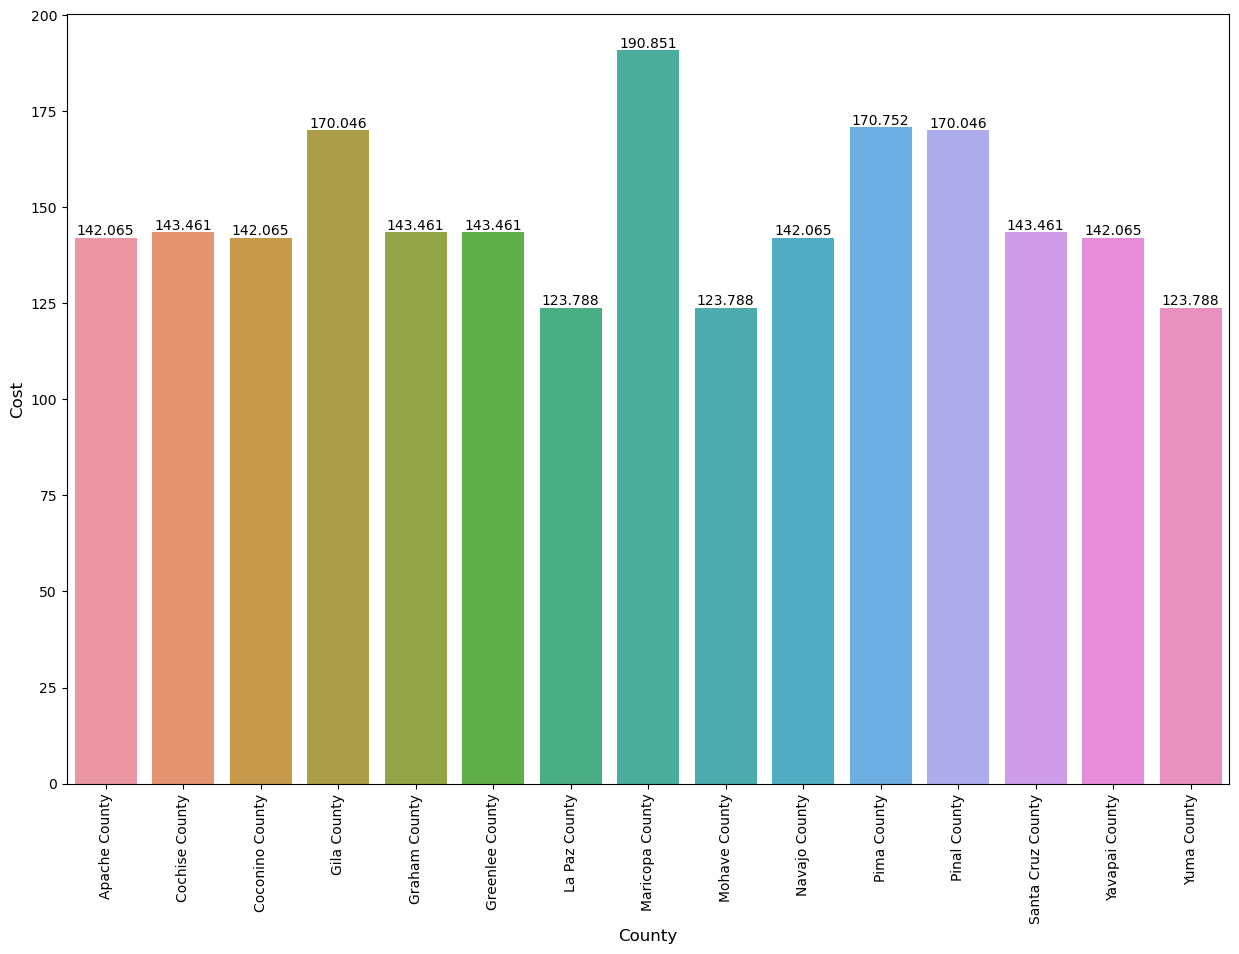 200
175
150
125
100
75
50
25
0
Cost
142.065
143.461
142.065
170.046
143.461
143.461
123.788
190.851
123.788
142.065
170.752
170.046
143.461
142.065
123.788
Apache County
Cochise County
Coconino County
Gila County
Graham County
Greenlee County
La Paz County
Maricopa County
Mohave County
Navajo County
Pima County
Pinal County
Santa Cruz County
Yavapai County
Yuma County
County